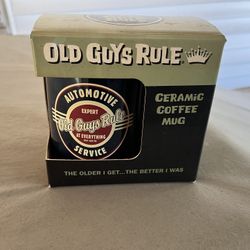 OLD GUYS RULE
CERAMIC
COFFEE
MUG
AUTOMOTIVE
EXPERT
Old Guys Rule
AT EVERYTHING
SERVICE
THE OLDER I GET...THE BETTER I WAS